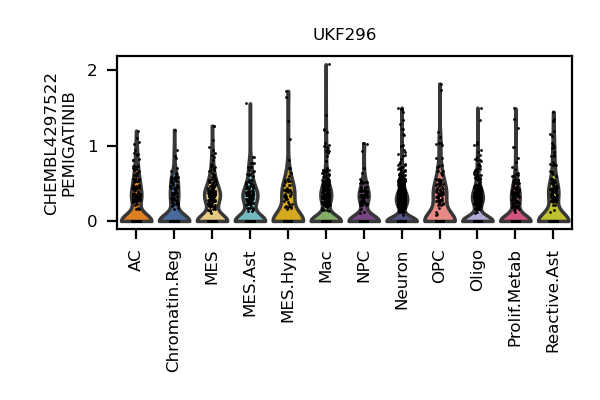 UKF296
CHEMBL4297522
PEMIGATINIB
2
1
0
AC
Chromatin.Reg
MES
MES.Ast
MES.Hyp
Mac
NPC
Neuron
OPC
Oligo
Prolif.Metab
Reactive.Ast